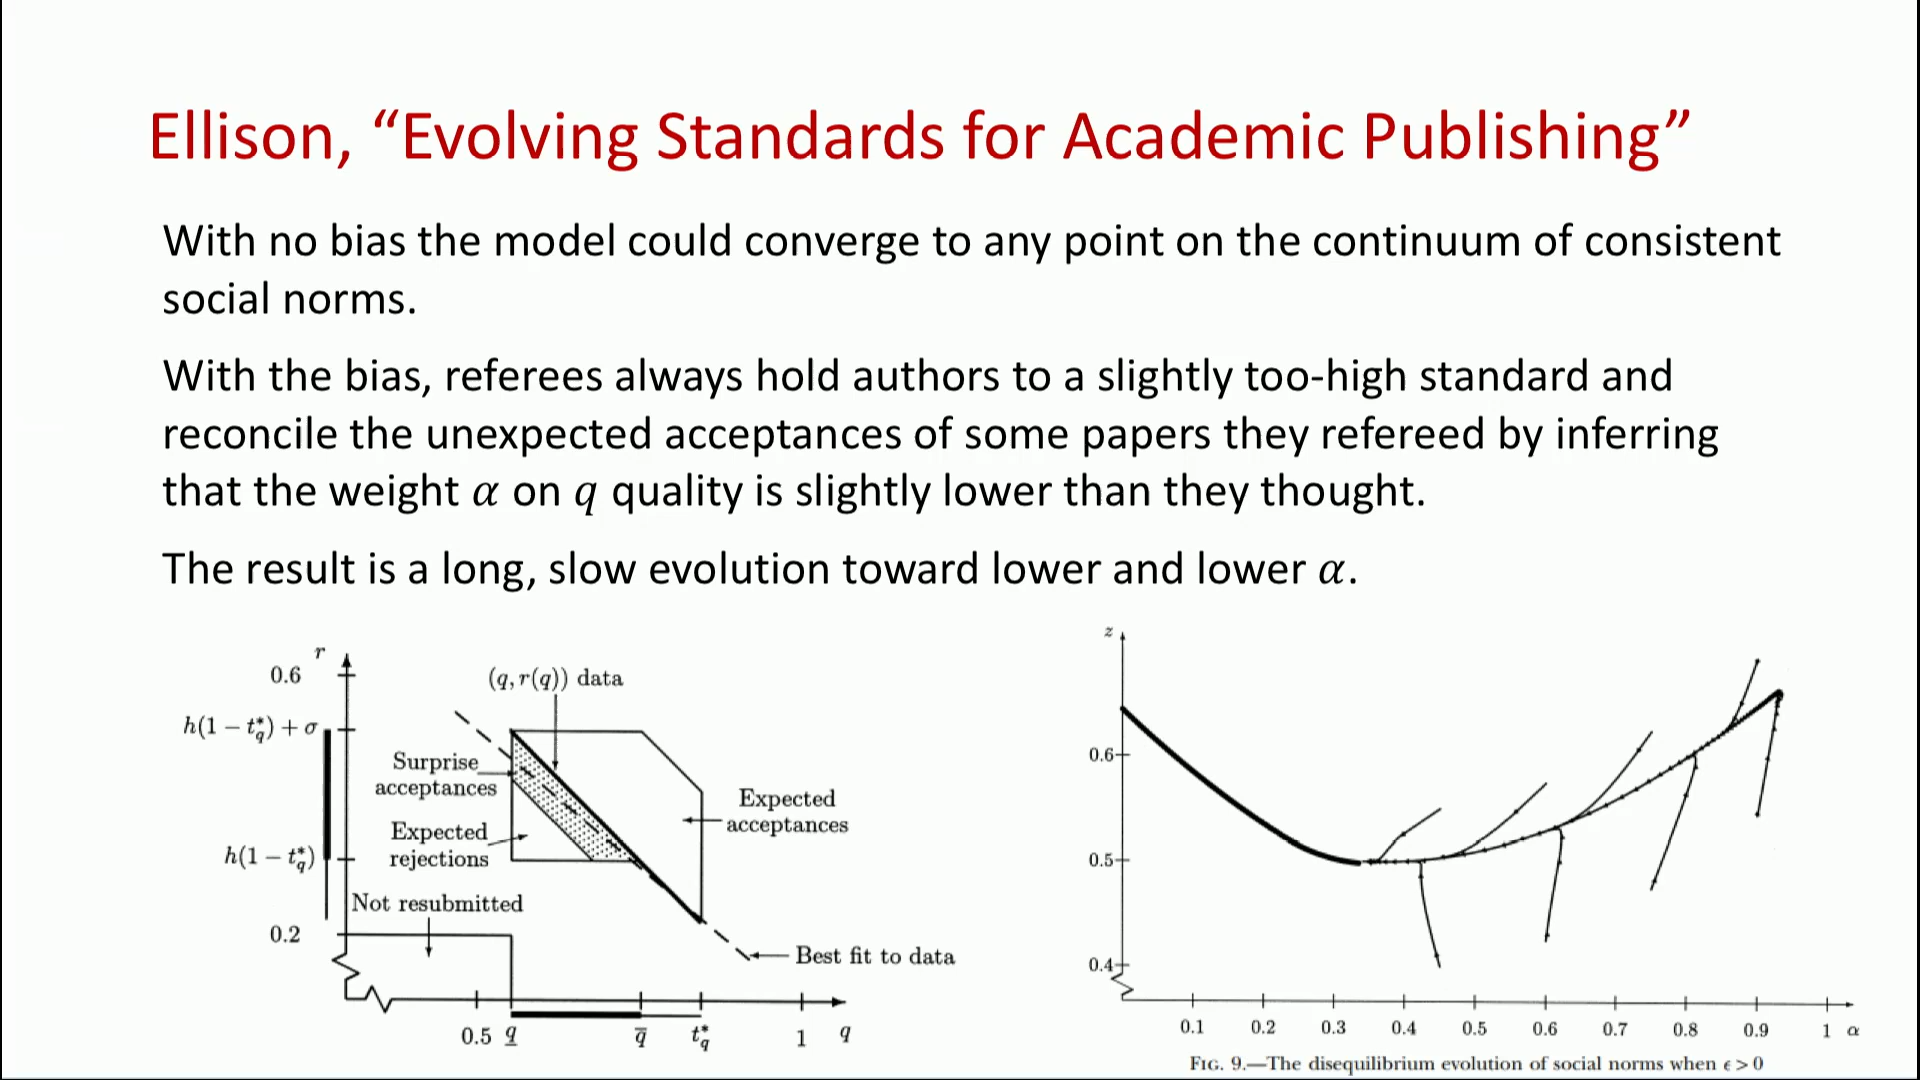 Ellison, “Evolving Standards for Academic Publishing”
With no bias the model could converge to any point on the continuum of consistent
social norms.
With the bias, referees always hold authors to a slightly too-high standard and
reconcile the unexpected acceptances of some papers they refereed by inferring
that the weight α on q quality is slightly lower than they thought.
The result is a long, slow evolution toward lower and lower α.
r
0.6
(q, r(q)) data
h(1 − t*q) + σ
Surprise
acceptances
Expected
acceptances
Expected
rejections
h(1 − t*q)
Not resubmitted
0.2
Best fit to data
0.5 q q̅ t*q 1 q
z
0.6
0.5
0.4
0.1 0.2 0.3 0.4 0.5 0.6 0.7 0.8 0.9 1 α
FIG. 9.—The disequilibrium evolution of social norms when ϵ > 0